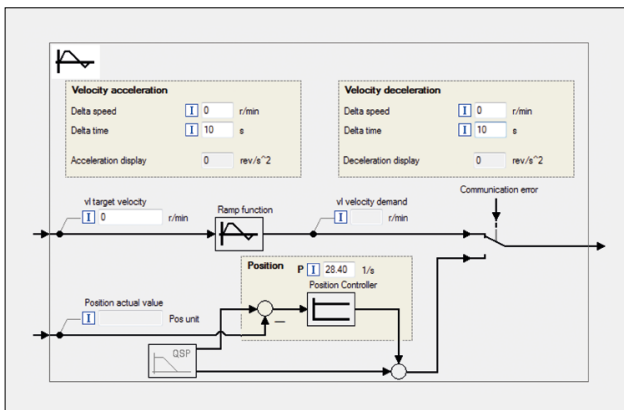 Velocity acceleration
Delta speed I 0 r/min
Delta time I 10 s
Acceleration display 0 rev/s^2
Velocity deceleration
Delta speed I 0 r/min
Delta time I 10 s
Deceleration display 0 rev/s^2
Communication error
vl target velocity
I 0 r/min
Ramp function
vl velocity demand
I r/min
Position P I 28.40 1/s
Position Controller
Position actual value
I Pos unit
QSP